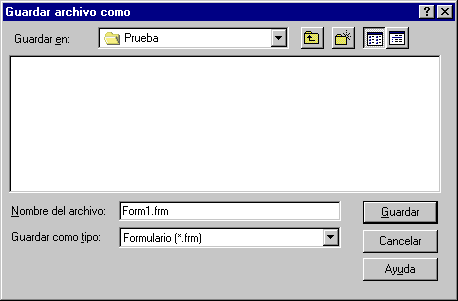 Guardar archivo como
Guardar en: Prueba
Nombre del archivo: Form1.frm Guardar
Guardar como tipo: Formulario (*.frm) Cancelar
Ayuda